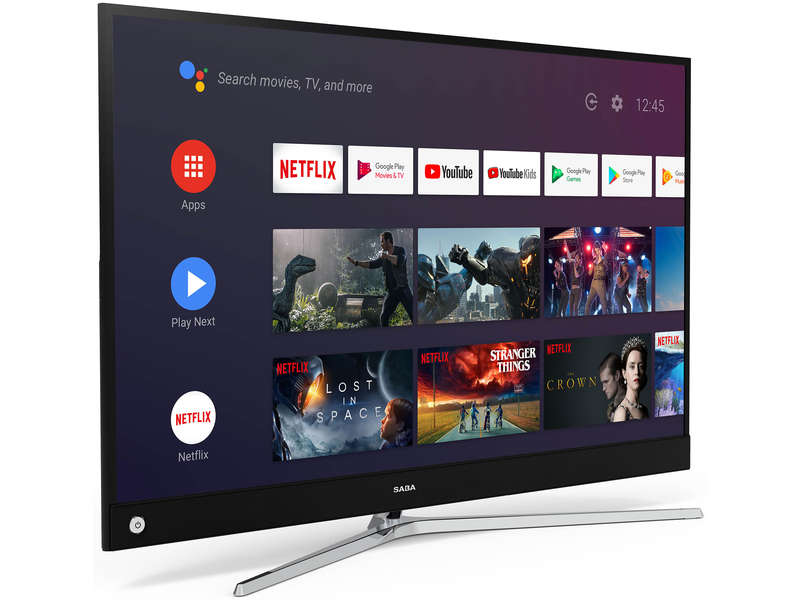 Search movies, TV, and more
12:45
NETFLIX
Google Play
Movies & TV
YouTube
YouTube Kids
Google Play
Games
Google Play
Store
Apps
Play Next
NETFLIX
LOST
IN
SPACE
NETFLIX
STRANGER
THINGS
NETFLIX
THE
CROWN
NETFLIX
NETFLIX
Netflix
SABA